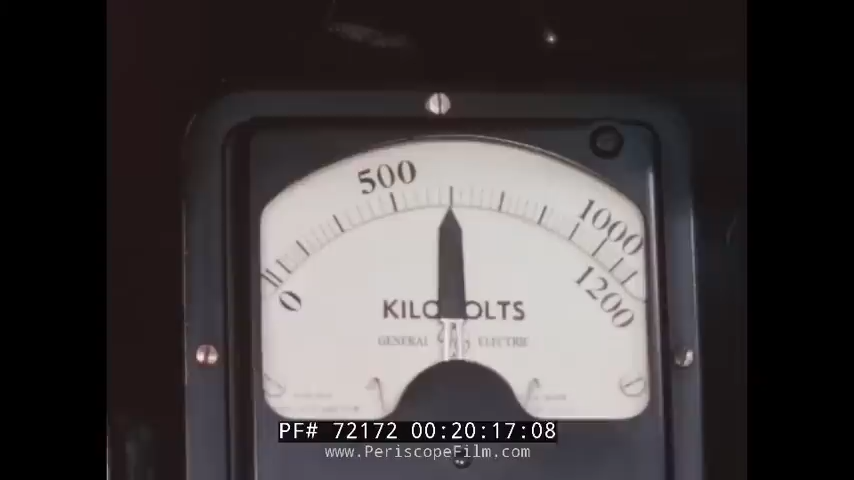 500
1000
0
1200
KILOVOLTS
GENERAL ELECTRIC
PF# 72172 00:20:17:08
www.PeriscopeFilm.com